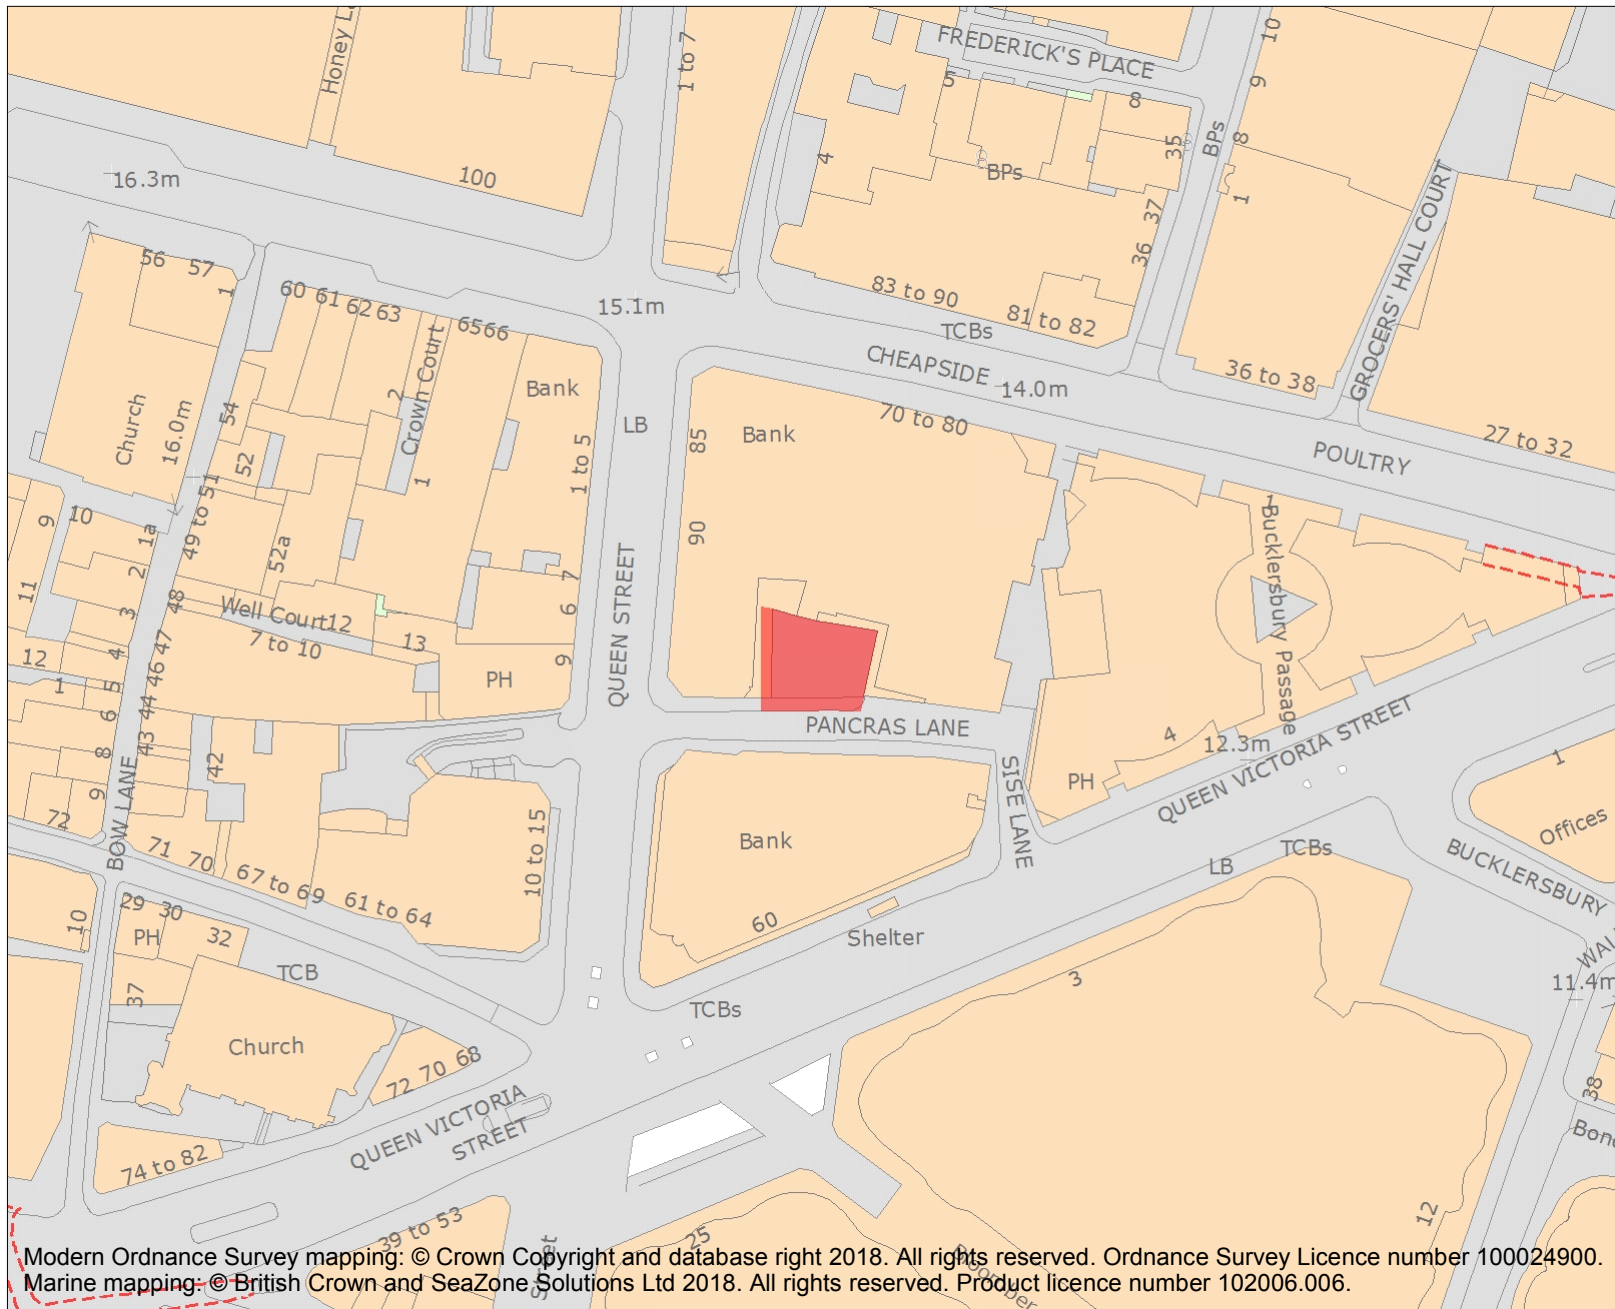 Honey L
1 to 7
FREDERICK'S PLACE
10
9
8
5
8
BPs
35
4
BPs
16.3m
100
GROCERS' HALL COURT
1
37
36
56
57
1
60
61
62
63
65
66
15.1m
83 to 90
81 to 82
TCBs
CHEAPSIDE
14.0m
36 to 38
Church
16.0m
54
52
2
Crown Court
1
Bank
1 to 5
LB
85
Bank
70 to 80
POULTRY
27 to 32
9
10
1a
49 to 51
52a
90
1
Bucklersbury Passage
11
2
3
48
Well Court
12
7 to 10
13
7
6
9
QUEEN STREET
12
4
47
46
1
5
6
44
PH
PANCRAS LANE
8
43
42
4
12.3m
QUEEN VICTORIA STREET
9
72
BOW LANE
SISE LANE
PH
1
Offices
71
70
67 to 69
61 to 64
10 to 15
Bank
LB
TCBs
BUCKLERSBURY
10
29
30
PH
32
60
Shelter
WAL
37
TCB
TCBs
3
11.4m
Church
72
70
68
38
QUEEN VICTORIA
STREET
74 to 82
Bond
39 to 53
25
12
Street
Modern Ordnance Survey mapping: © Crown Copyright and database right 2018. All rights reserved. Ordnance Survey Licence number 100024900.
Marine mapping: © British Crown and SeaZone Solutions Ltd 2018. All rights reserved. Product licence number 102006.006.